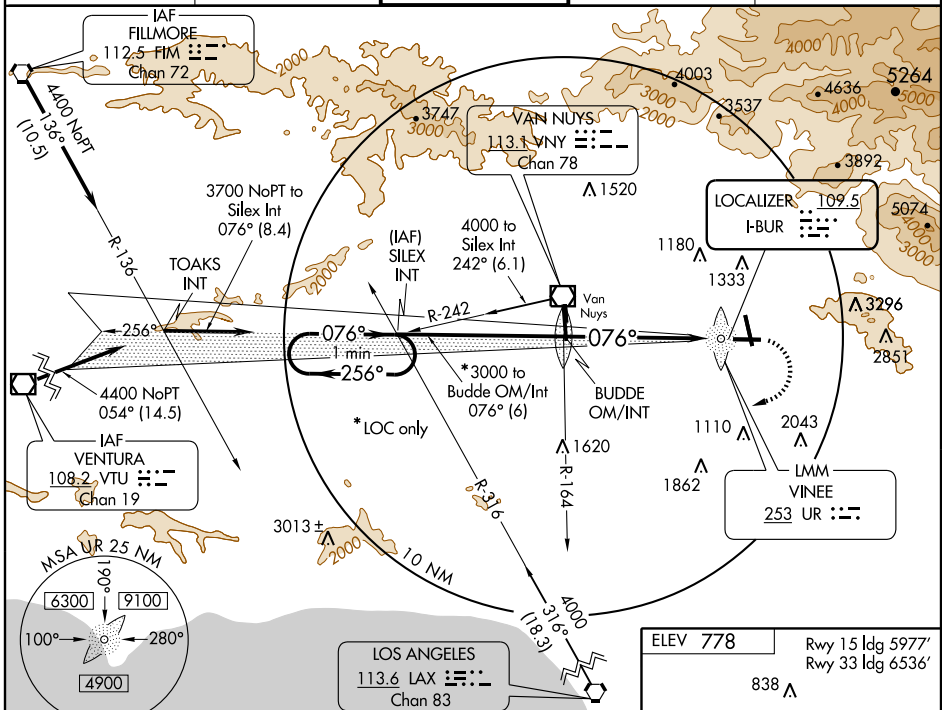 IAF
FILLMORE
112.5 FIM
Chan 72
4400 NoPT
136°
(10.5)
R-136
2000
3747
3000
4003
3000
2000
3537
4000
4636
4000
5264
5000
3892
5074
4000
3000
VAN NUYS
113.1 VNY
Chan 78
1520
LOCALIZER 109.5
I-BUR
1180
1333
3296
2851
3700 NoPT to
Silex Int
076° (8.4)
TOAKS
INT
2000
(IAF)
SILEX
INT
4000 to
Silex Int
242° (6.1)
R-242
Van
Nuys
256°
076°
1 min
256°
076°
*3000 to
Budde OM/Int
076° (6)
*LOC only
BUDDE
OM/INT
4400 NoPT
054° (14.5)
IAF
VENTURA
108.2 VTU
Chan 19
1620
R-164
R-316
1110
2043
1862
LMM
VINEE
253 UR
3013 ±
2000
10 NM
MSA UR 25 NM
190°
6300
9100
100°
280°
4900
4000
316°
(18.3)
LOS ANGELES
113.6 LAX
Chan 83
ELEV 778
Rwy 15 ldg 5977'
Rwy 33 ldg 6536'
838